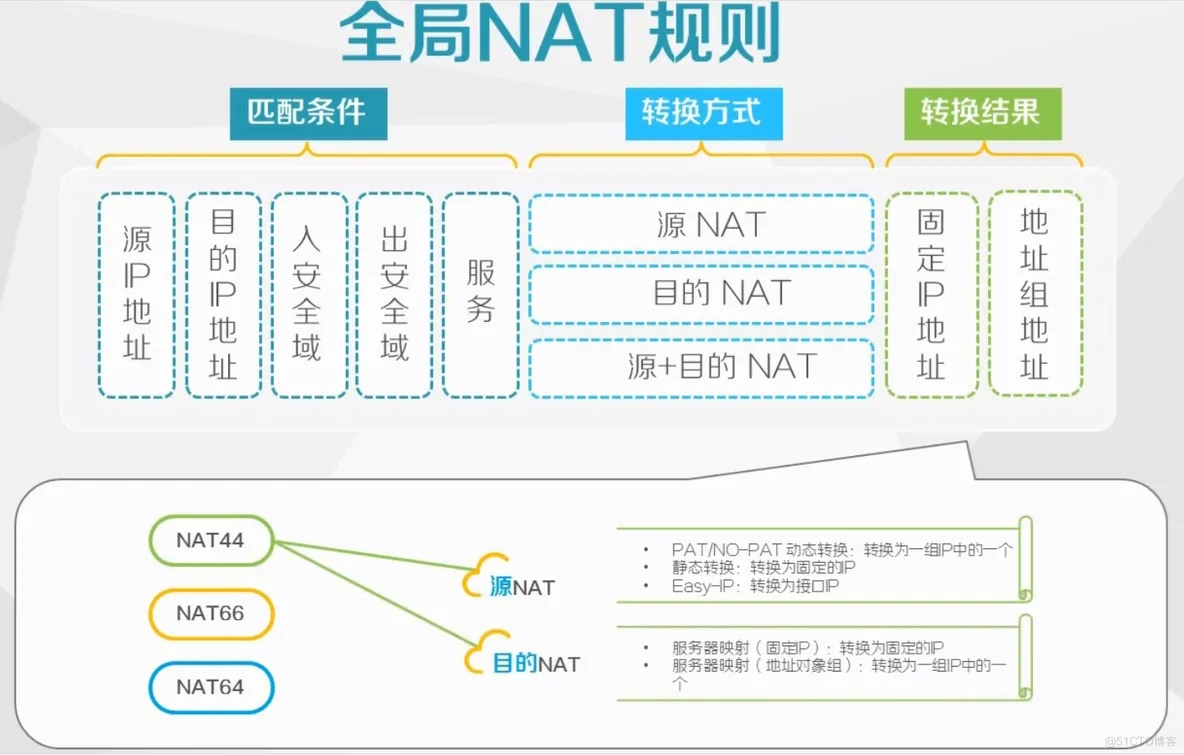 全局NAT规则
匹配条件
转换方式
转换结果
源IP地址
目的IP地址
入安全域
出安全域
服务
源 NAT
目的 NAT
源+目的 NAT
固定IP地址
地址组地址
NAT44
NAT66
NAT64
源NAT
目的NAT
• PAT/NO-PAT 动态转换：转换为一组IP中的一个
• 静态转换：转换为固定的IP
• Easy-IP：转换为接口IP
• 服务器映射（固定IP）：转换为固定的IP
• 服务器映射（地址对象组）：转换为一组IP中的一
个
@51CTO博客